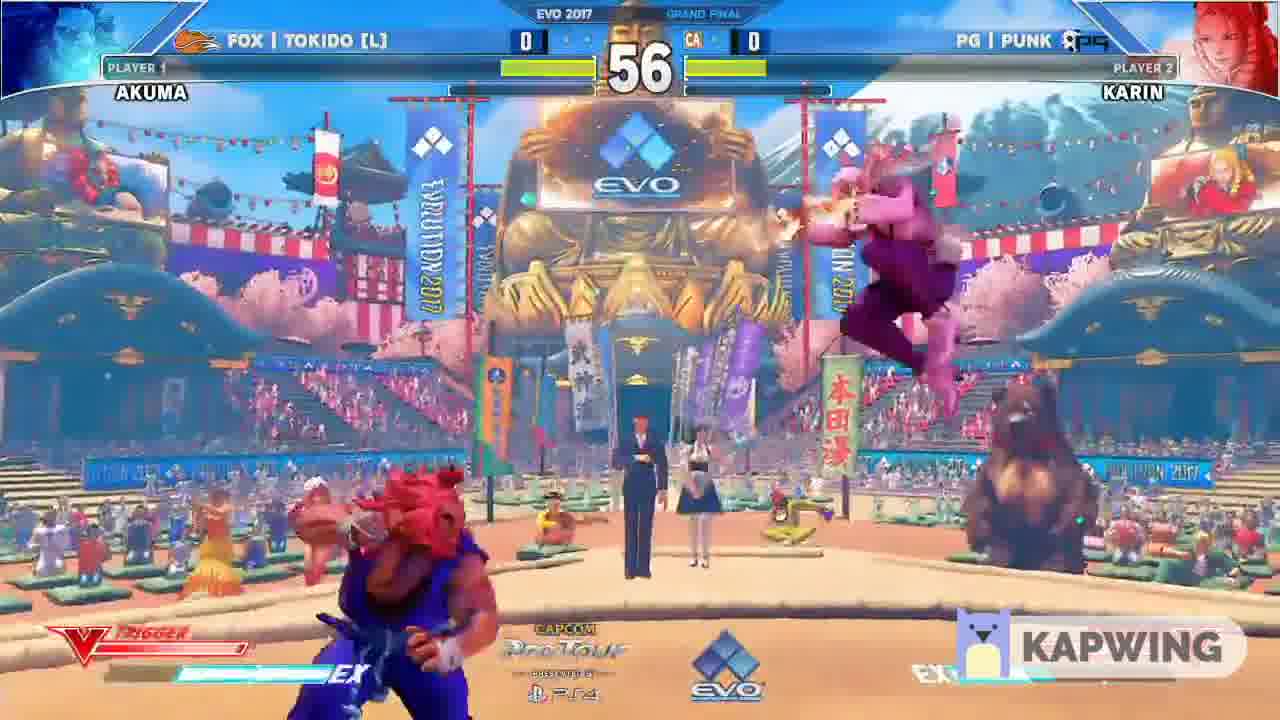 EVO 2017 GRAND FINAL
FOX | TOKIDO [L]
0
CA
0
PG | PUNK
PLAYER 1
56
PLAYER 2
AKUMA
KARIN
EVO
EVOLUTION 2017
本田湯
TRIGGER
EX
CAPCOM
PRO TOUR
PS4
EVO
EX
KAPWING